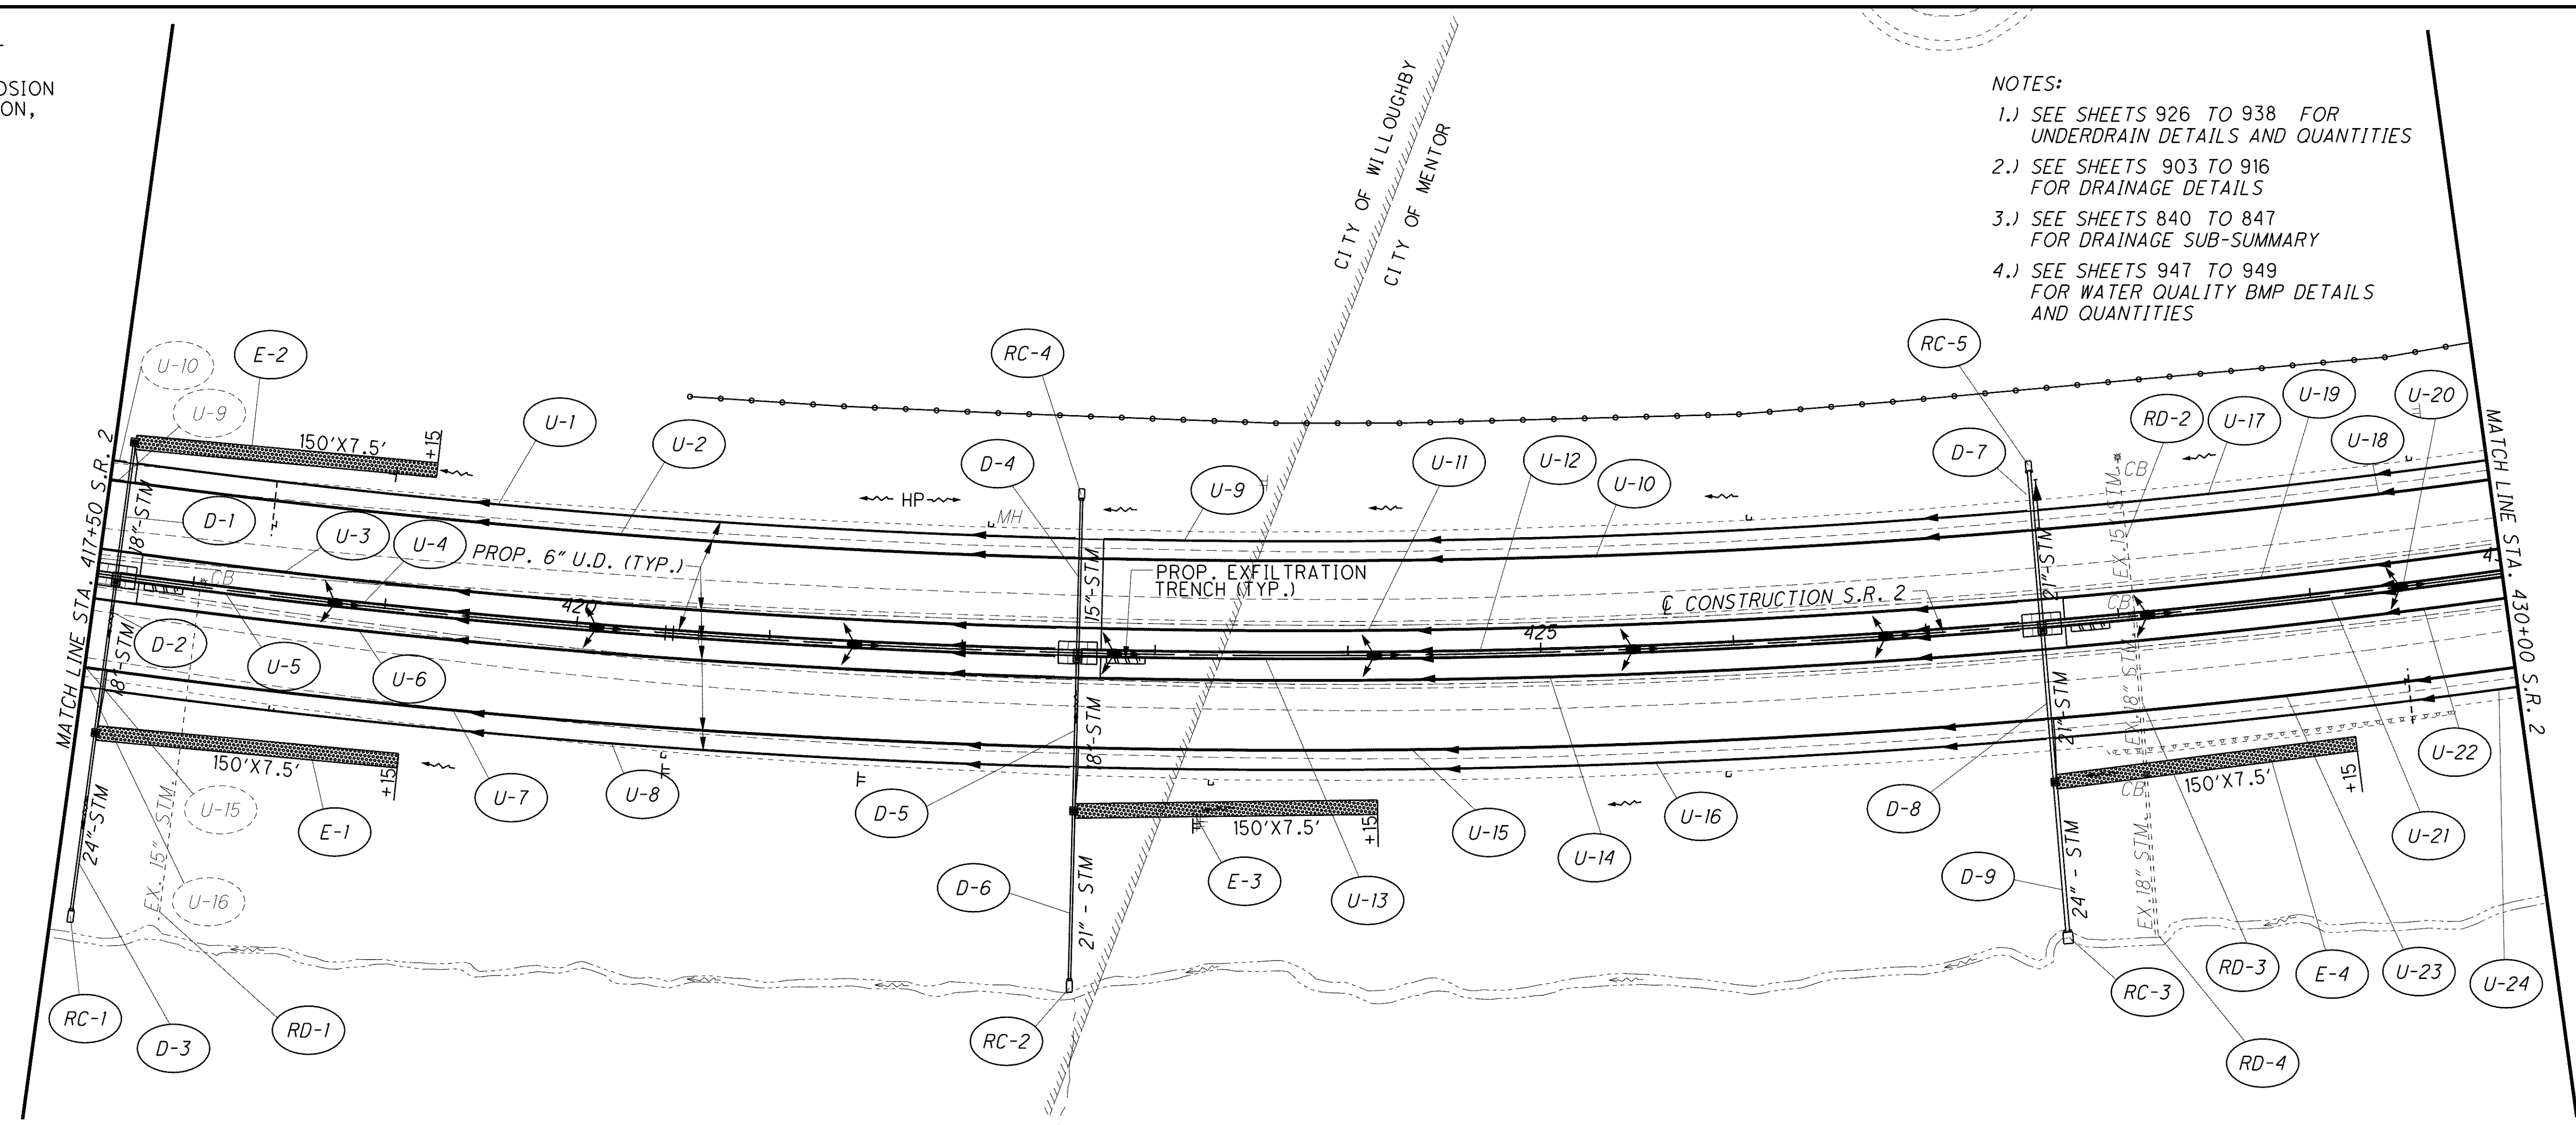 OSION
ON,
NOTES:
1.) SEE SHEETS 926 TO 938 FOR
UNDERDRAIN DETAILS AND QUANTITIES
2.) SEE SHEETS 903 TO 916
FOR DRAINAGE DETAILS
3.) SEE SHEETS 840 TO 847
FOR DRAINAGE SUB-SUMMARY
4.) SEE SHEETS 947 TO 949
FOR WATER QUALITY BMP DETAILS
AND QUANTITIES
CITY OF WILLOUGHBY
CITY OF MENTOR
MATCH LINE STA. 417+50 S.R. 2
MATCH LINE STA. 430+00 S.R. 2
U-10
U-9
E-2
150'X7.5'
+15
U-1
U-2
RC-4
D-4
U-9
U-11
U-12
U-10
RC-5
D-7
RD-2
U-17
U-19
U-18
U-20
HP
MH
CB
18"-STM
D-1
U-3
U-4
PROP. 6" U.D. (TYP.)
15"-STM
PROP. EXFILTRATION
TRENCH (TYP.)
℄ CONSTRUCTION S.R. 2
21"-STM
EX. 15" STM.
CB
CB
420
425
4'
D-2
18"-STM
U-5
U-6
18"-STM
21"-STM
EX. 18" STM.
U-7
U-8
150'X7.5'
+15
E-1
U-15
EX. 15" STM.
24"-STM
U-16
D-5
150'X7.5'
+15
E-3
U-13
U-15
U-14
U-16
D-8
CB
150'X7.5'
+15
U-22
U-21
D-6
21" - STM
D-9
24" - STM
EX. 18" STM.
RC-1
D-3
RD-1
RC-2
RC-3
RD-3
E-4
U-23
U-24
RD-4